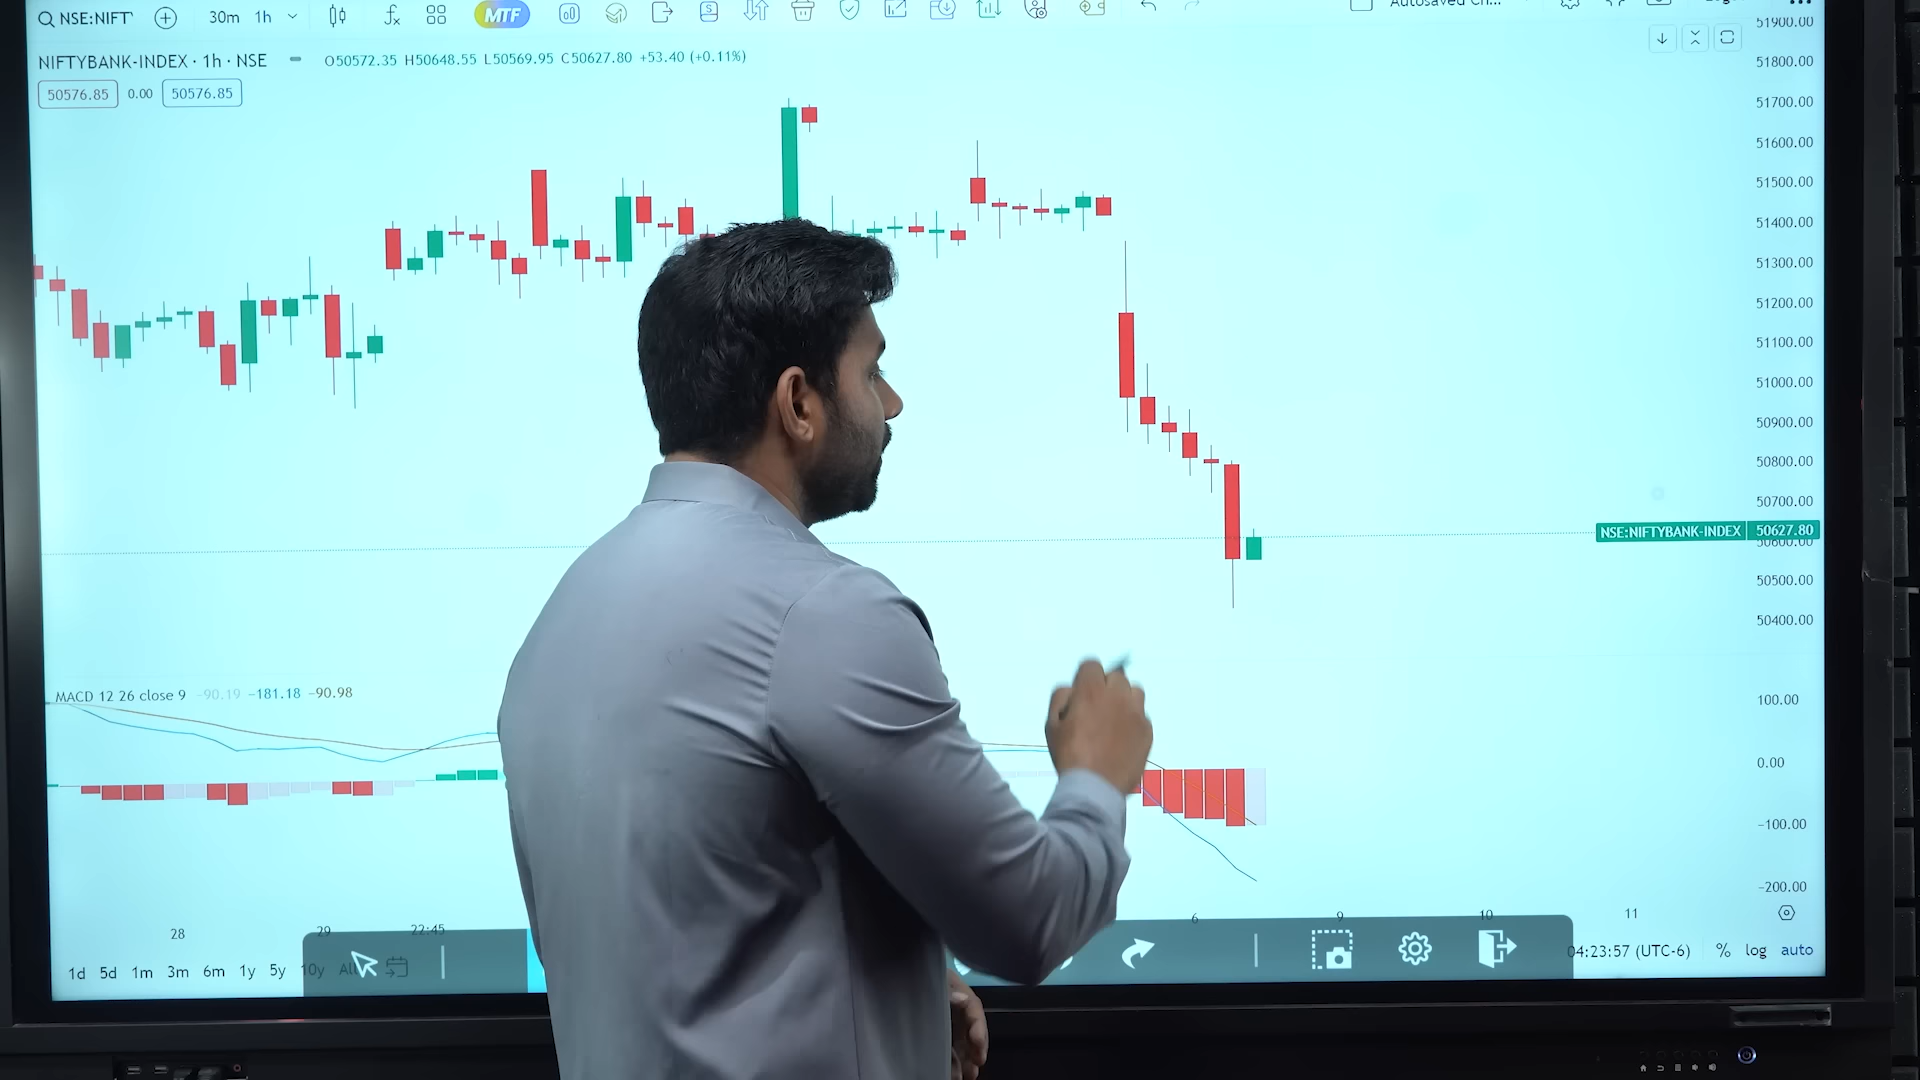 NSE:NIFTY
30m 1h
MTF
NIFTYBANK-INDEX · 1h · NSE
O50572.35 H50648.55 L50569.95 C50627.80 +53.40 (+0.11%)
50576.85 0.00 50576.85
51900.00
51800.00
51700.00
51600.00
51500.00
51400.00
51300.00
51200.00
51100.00
51000.00
50900.00
50800.00
50700.00
NSE:NIFTYBANK-INDEX 50627.80
50600.00
50500.00
50400.00
MACD 12 26 close 9 −90.19 −181.18 −90.98
100.00
0.00
−100.00
−200.00
28 29 22:45 6 9 10 11
1d 5d 1m 3m 6m 1y 5y 10y All
04:23:57 (UTC-6) % log auto